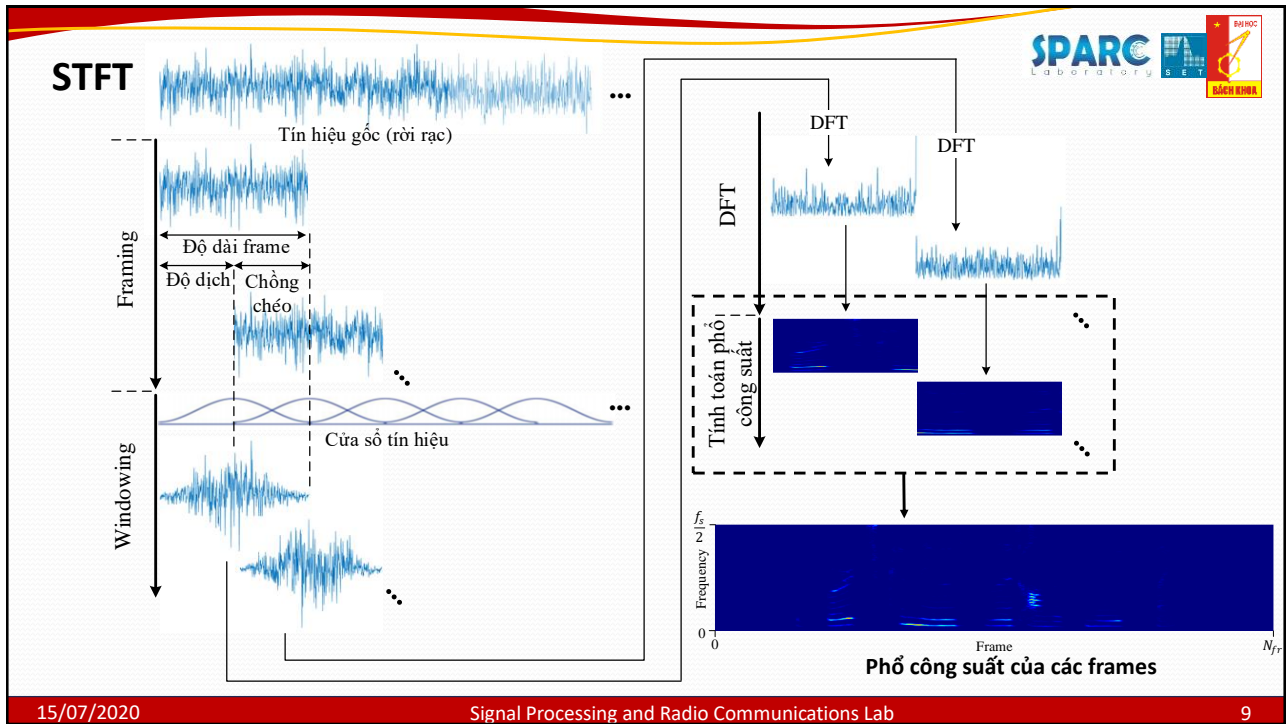 STFT
SPARC
Laboratory
SET
ĐẠI HỌC
BÁCH KHOA
...
Tín hiệu gốc (rời rạc)
Framing
Độ dài frame
Độ dịch
Chồng
chéo
...
...
Cửa sổ tín hiệu
Windowing
...
DFT
DFT
DFT
Tính toán phổ
công suất
...
...
fs
2
Frequency
0
0
Frame
Nfr
Phổ công suất của các frames
15/07/2020
Signal Processing and Radio Communications Lab
9